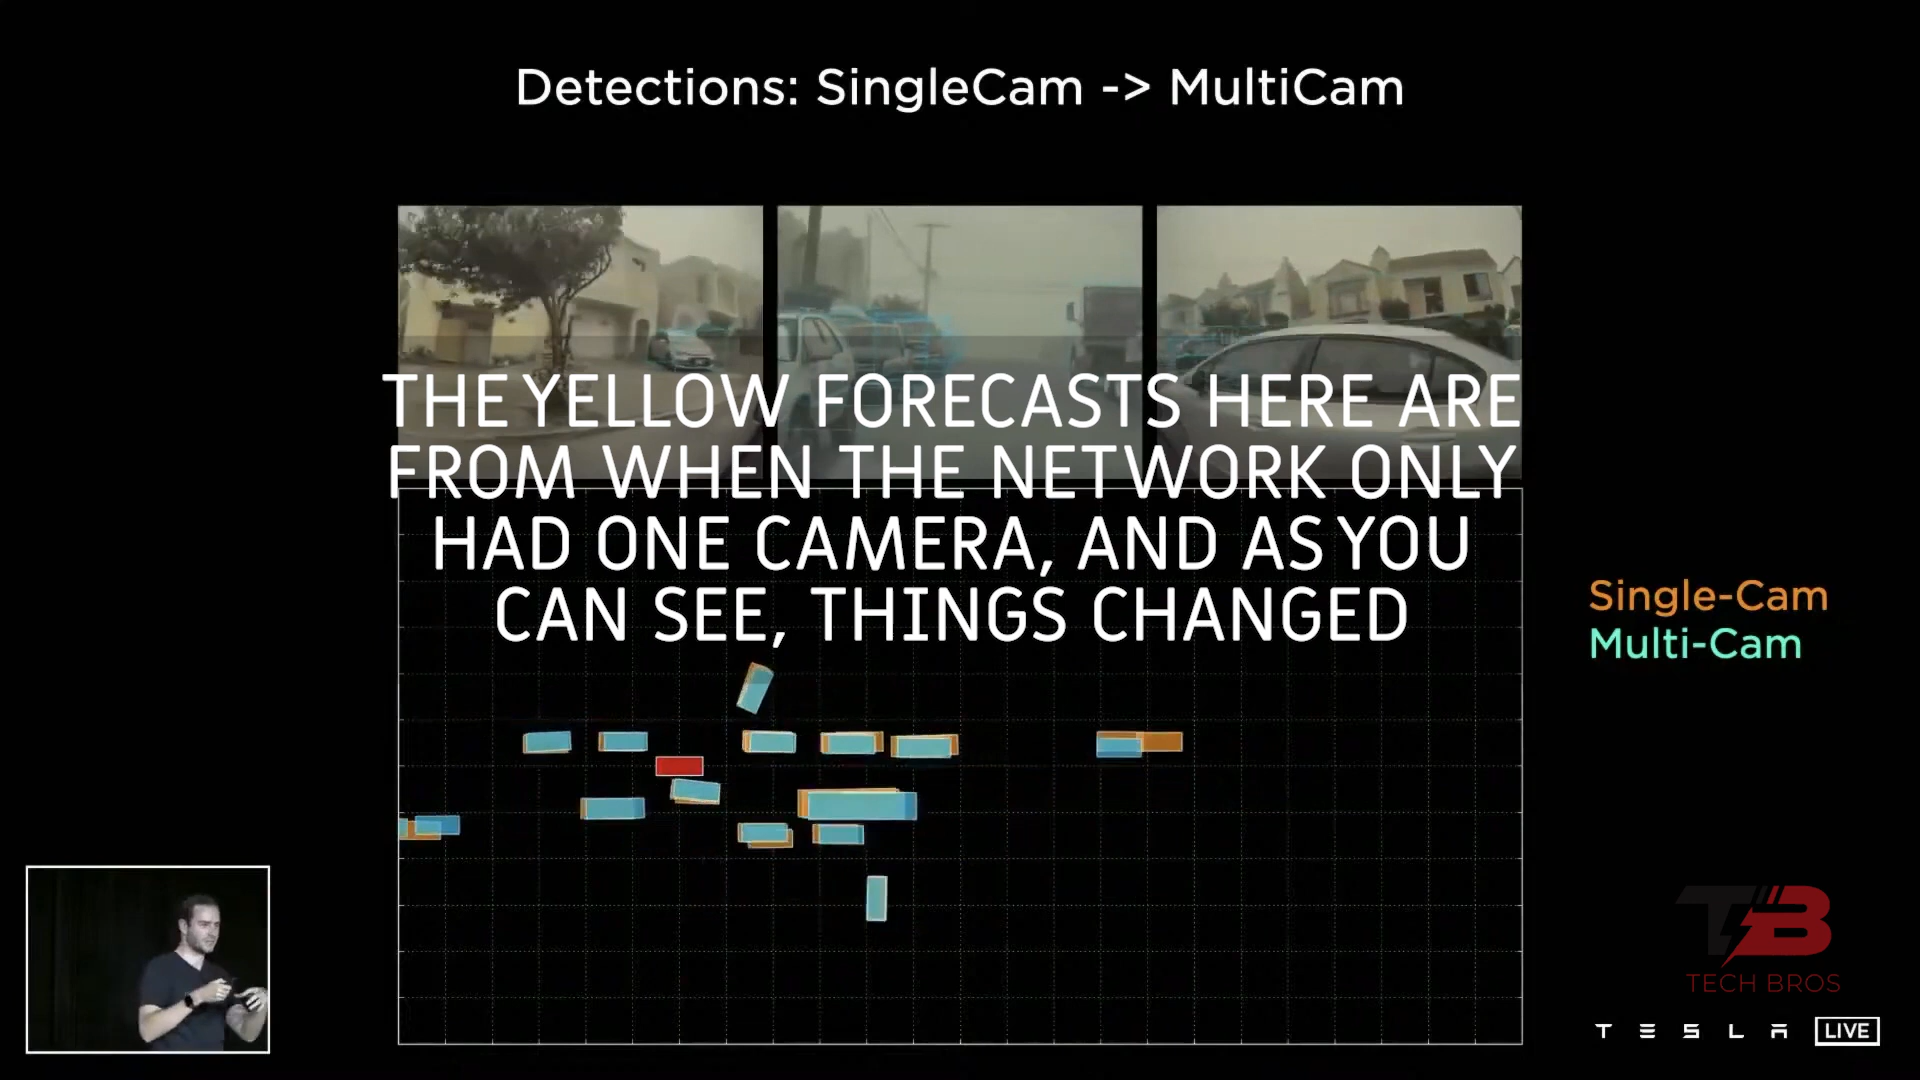 Detections: SingleCam -> MultiCam
THE YELLOW FORECASTS HERE ARE
FROM WHEN THE NETWORK ONLY
HAD ONE CAMERA, AND AS YOU
CAN SEE, THINGS CHANGED
Single-Cam
Multi-Cam
TB
TECH BROS
TESLA LIVE